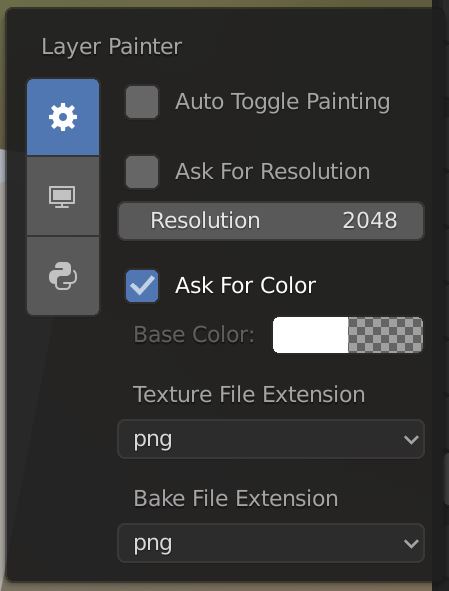 Layer Painter
Auto Toggle Painting
Ask For Resolution
Resolution 2048
Ask For Color
Base Color:
Texture File Extension
png
Bake File Extension
png